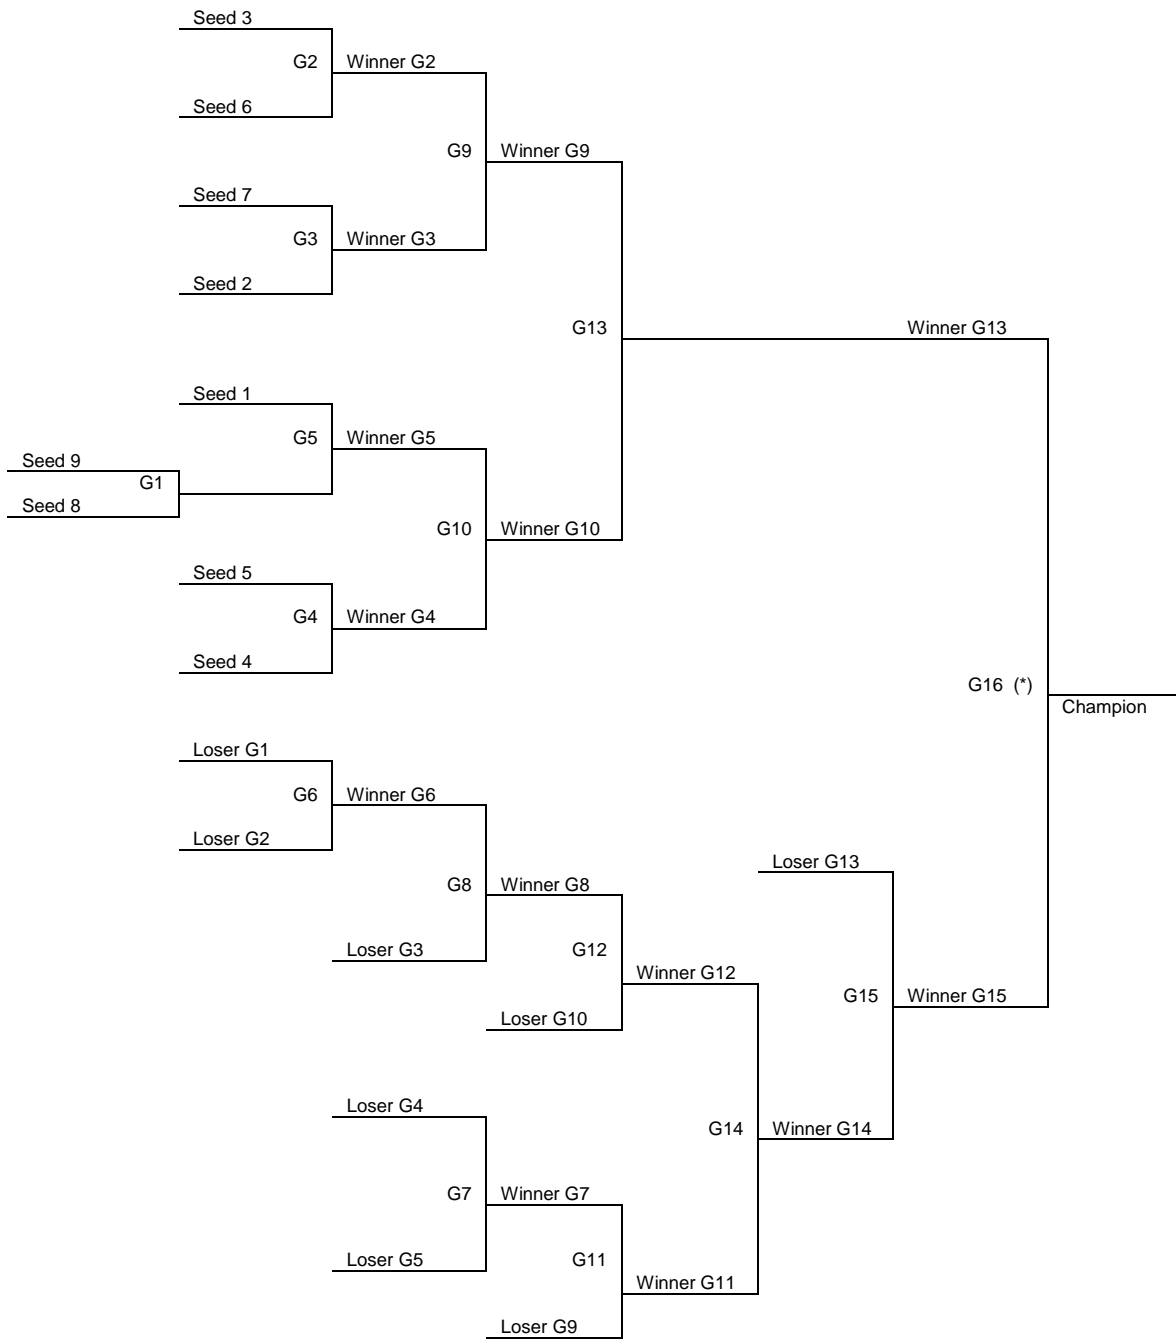 Seed 3
G2 Winner G2
Seed 6
G9 Winner G9
Seed 7
G3 Winner G3
Seed 2
G13 Winner G13
Seed 1
G5 Winner G5
Seed 9
G1
Seed 8
G10 Winner G10
Seed 5
G4 Winner G4
Seed 4
G16 (*)
Champion
Loser G1
G6 Winner G6
Loser G2
Loser G13
G8 Winner G8
Loser G3
G12
Winner G12
G15 Winner G15
Loser G10
Loser G4
G14 Winner G14
G7 Winner G7
Loser G5
G11
Winner G11
Loser G9